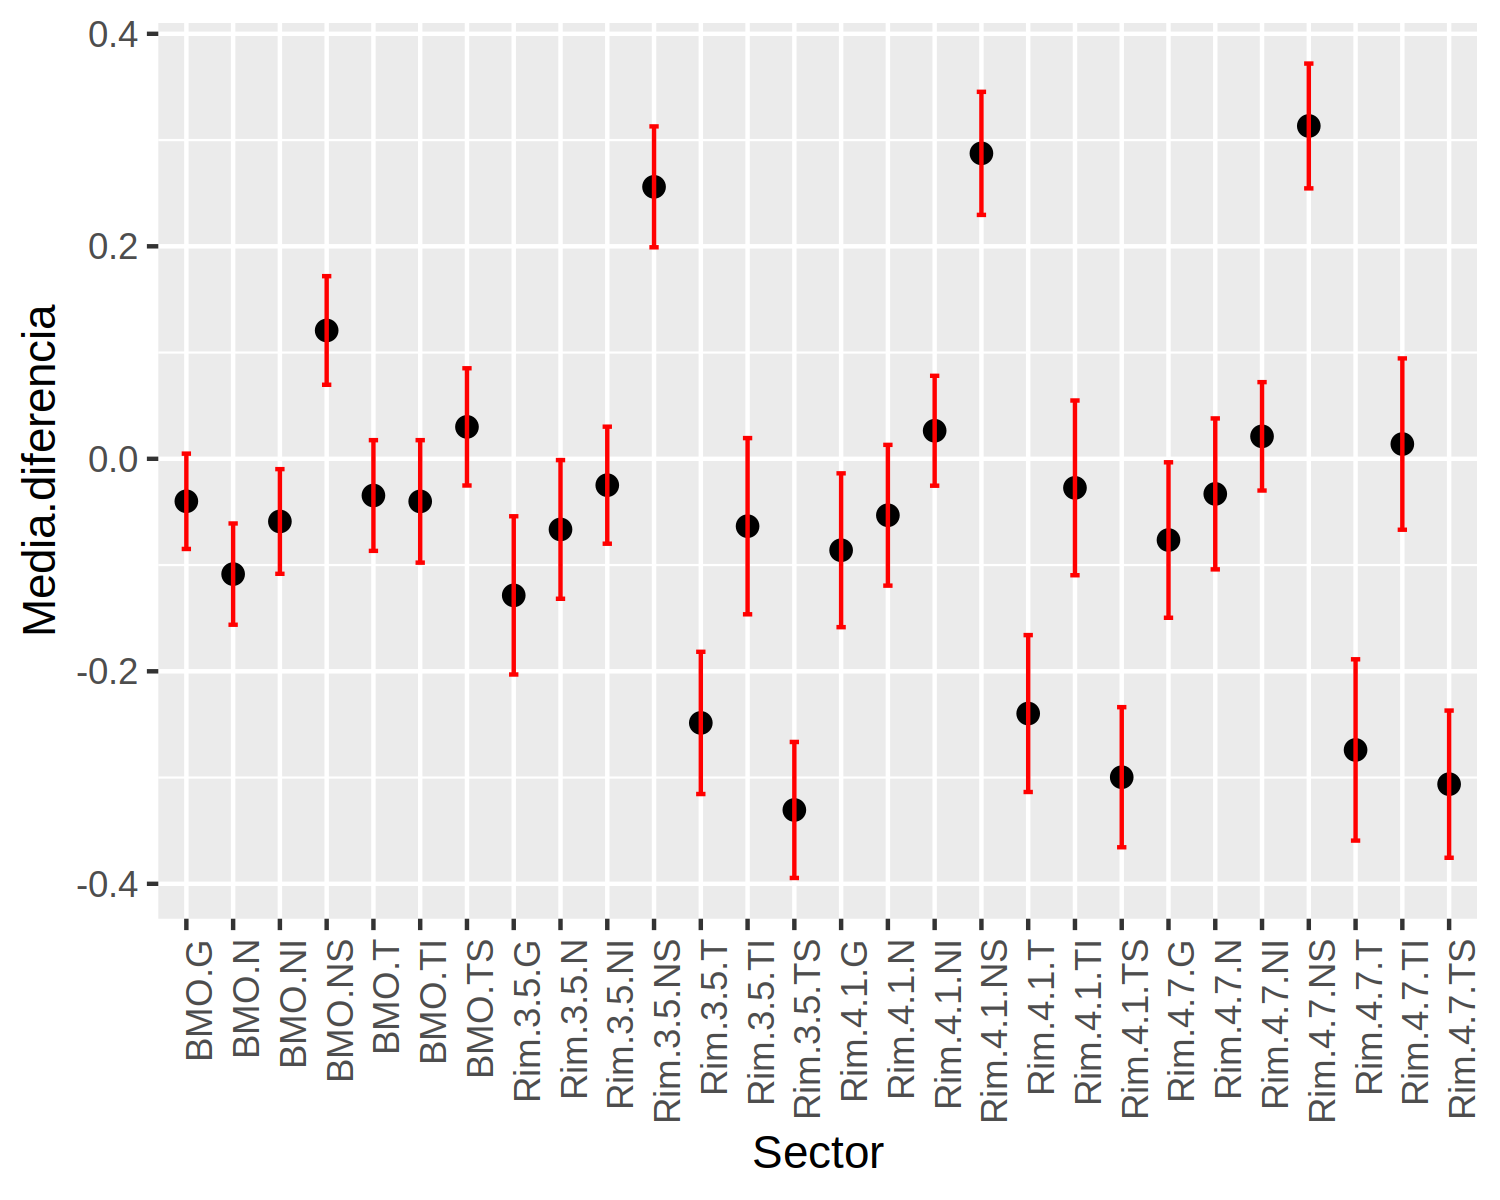 Media.diferencia
0.4
0.2
0.0
-0.2
-0.4
BMO.G
BMO.N
BMO.NI
BMO.NS
BMO.T
BMO.TI
BMO.TS
Rim.3.5.G
Rim.3.5.N
Rim.3.5.NI
Rim.3.5.NS
Rim.3.5.T
Rim.3.5.TI
Rim.3.5.TS
Rim.4.1.G
Rim.4.1.N
Rim.4.1.NI
Rim.4.1.NS
Rim.4.1.T
Rim.4.1.TI
Rim.4.1.TS
Rim.4.7.G
Rim.4.7.N
Rim.4.7.NI
Rim.4.7.NS
Rim.4.7.T
Rim.4.7.TI
Rim.4.7.TS
Sector